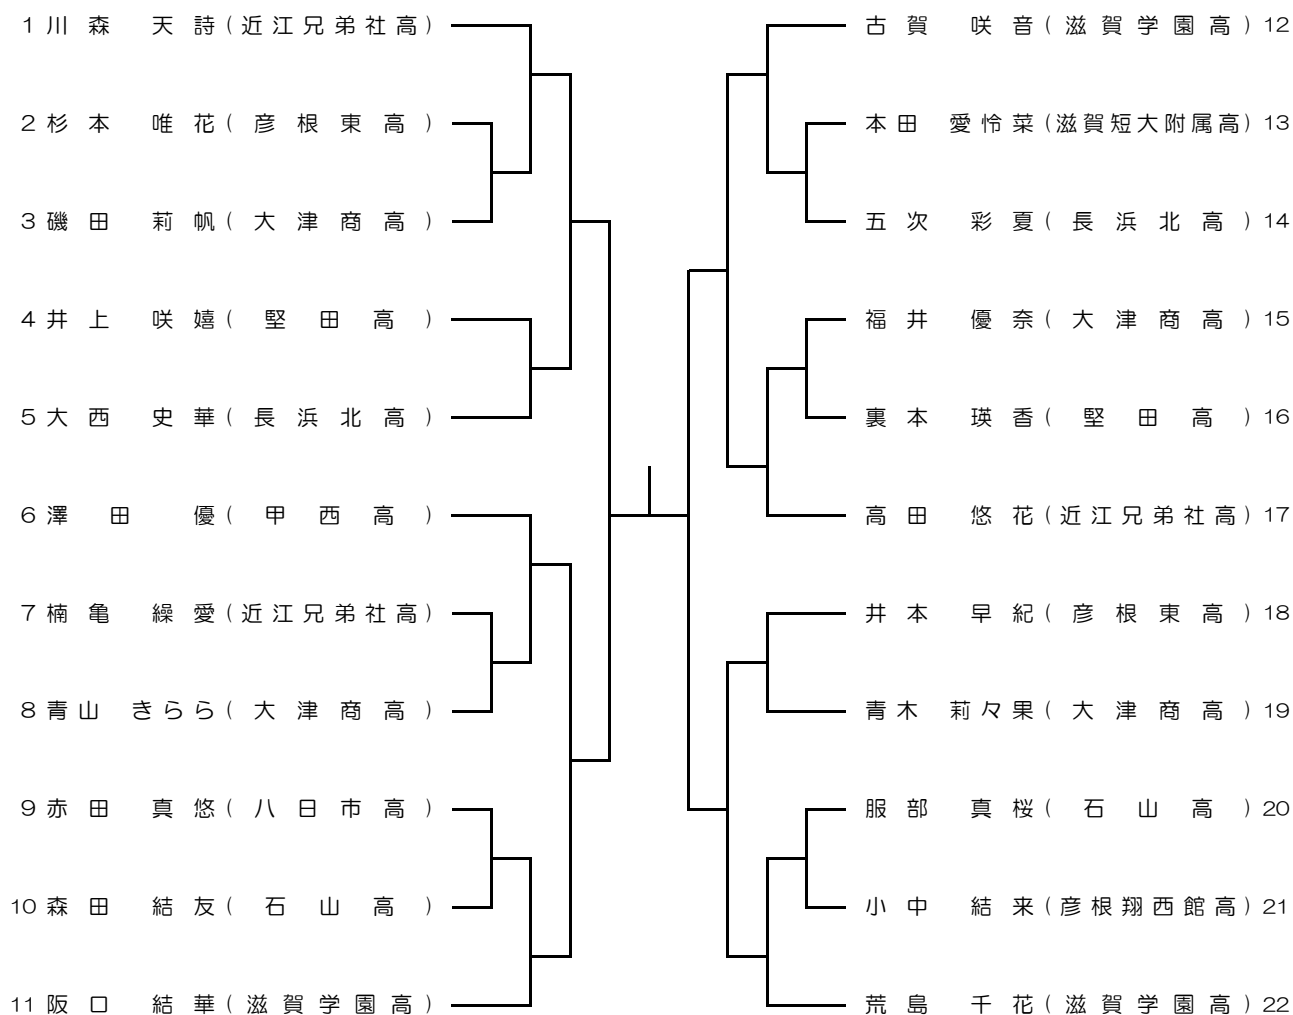 1 川森 天詩(近江兄弟社高)
2 杉本 唯花(彦根東高)
3 磯田 莉帆(大津商高)
4 井上 咲嬉(堅田高)
5 大西 史華(長浜北高)
6 澤田 優(甲西高)
7 楠亀 繰愛(近江兄弟社高)
8 青山 きらら(大津商高)
9 赤田 真悠(八日市高)
10 森田 結友(石山高)
11 阪口 結華(滋賀学園高)
古賀 咲音(滋賀学園高) 12
本田 愛怜菜(滋賀短大附属高) 13
五次 彩夏(長浜北高) 14
福井 優奈(大津商高) 15
裏本 瑛香(堅田高) 16
高田 悠花(近江兄弟社高) 17
井本 早紀(彦根東高) 18
青木 莉々果(大津商高) 19
服部 真桜(石山高) 20
小中 結来(彦根翔西館高) 21
荒島 千花(滋賀学園高) 22